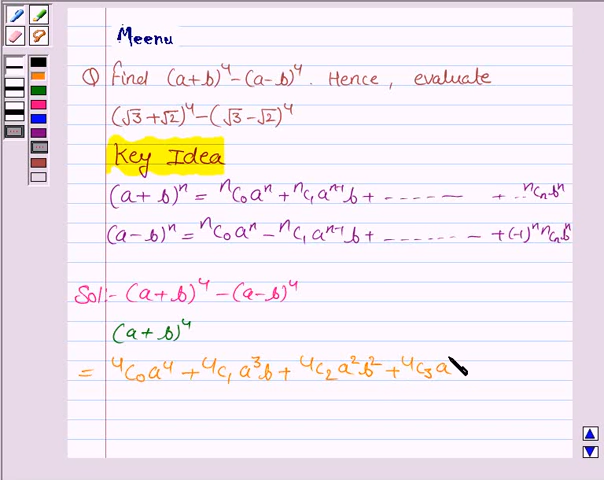 Meenu
Q Find (a+b)⁴-(a-b)⁴. Hence, evaluate
(√3+√2)⁴-(√3-√2)⁴
Key Idea
(a+b)ⁿ = ⁿC₀aⁿ + ⁿC₁aⁿ⁻¹b + ........ + ...ⁿCₙbⁿ
(a-b)ⁿ = ⁿC₀aⁿ - ⁿC₁aⁿ⁻¹b + ........ + (-1)ⁿ ⁿCₙbⁿ
Sol:- (a+b)⁴-(a-b)⁴
(a+b)⁴
= ⁴C₀a⁴ + ⁴C₁a³b + ⁴C₂a²b² + ⁴C₃a